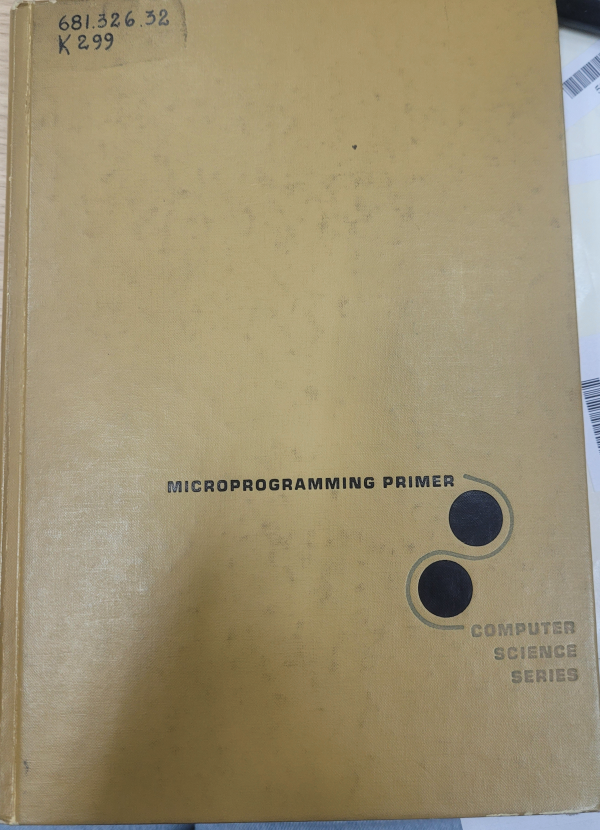 681.326.32
K299
MICROPROGRAMMING PRIMER
COMPUTER
SCIENCE
SERIES